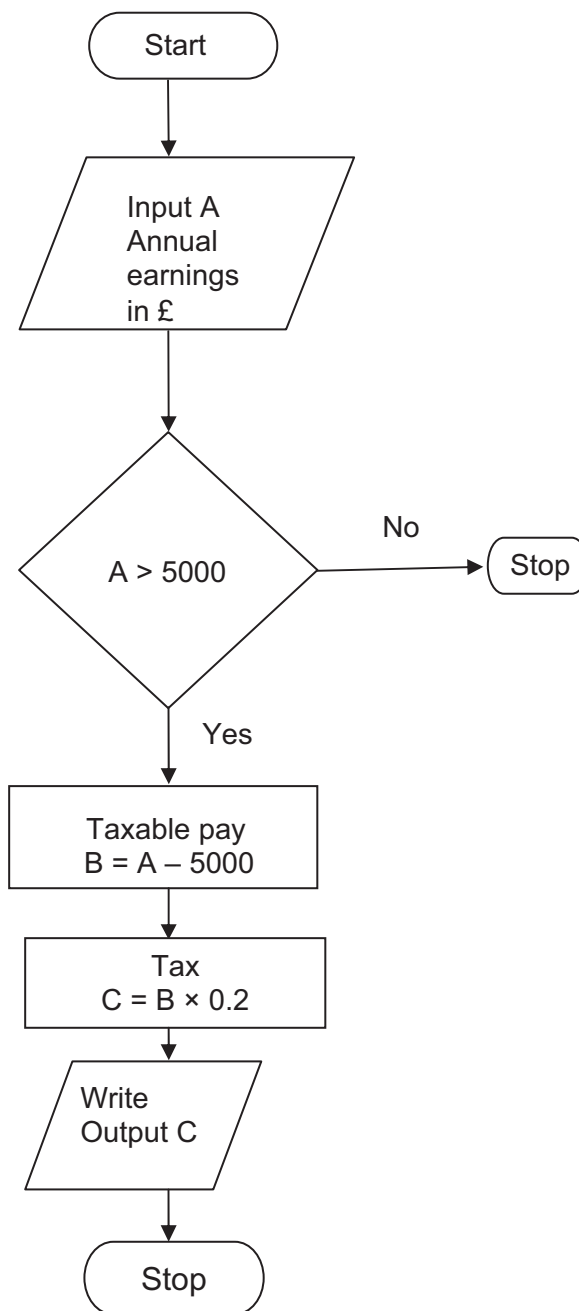 Start
Input A
Annual
earnings
in £
A > 5000
No
Stop
Yes
Taxable pay
B = A – 5000
Tax
C = B × 0.2
Write
Output C
Stop